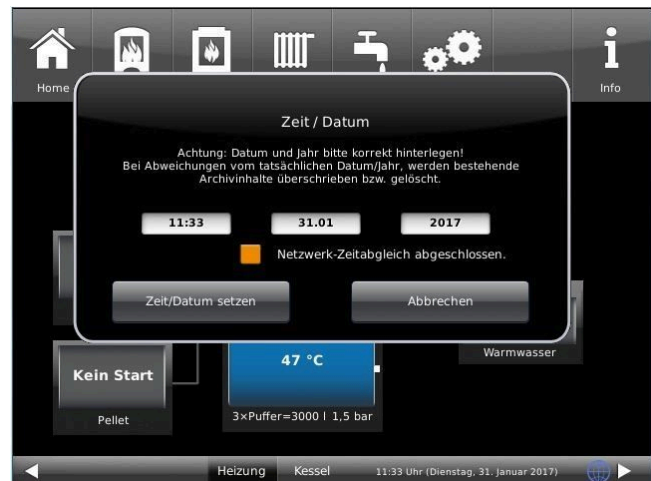 Home
Info
Zeit / Datum
Achtung: Datum und Jahr bitte korrekt hinterlegen!
Bei Abweichungen vom tatsächlichen Datum/Jahr, werden bestehende
Archivinhalte überschrieben bzw. gelöscht.
11:33 31.01 2017
Netzwerk-Zeitabgleich abgeschlossen.
Zeit/Datum setzen Abbrechen
47 °C
Warmwasser
Kein Start
Pellet
3×Puffer=3000 l 1,5 bar
Heizung Kessel 11:33 Uhr (Dienstag, 31. Januar 2017)